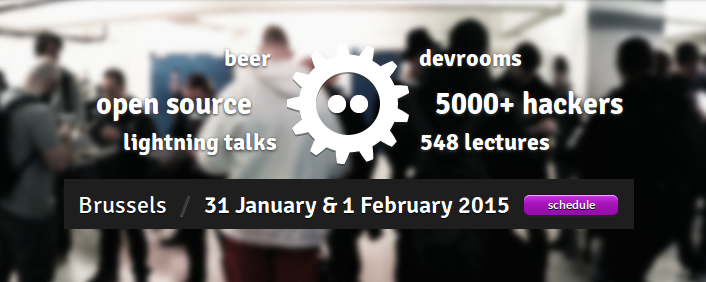 beer
devrooms
open source
5000+ hackers
lightning talks
548 lectures
Brussels / 31 January & 1 February 2015
schedule